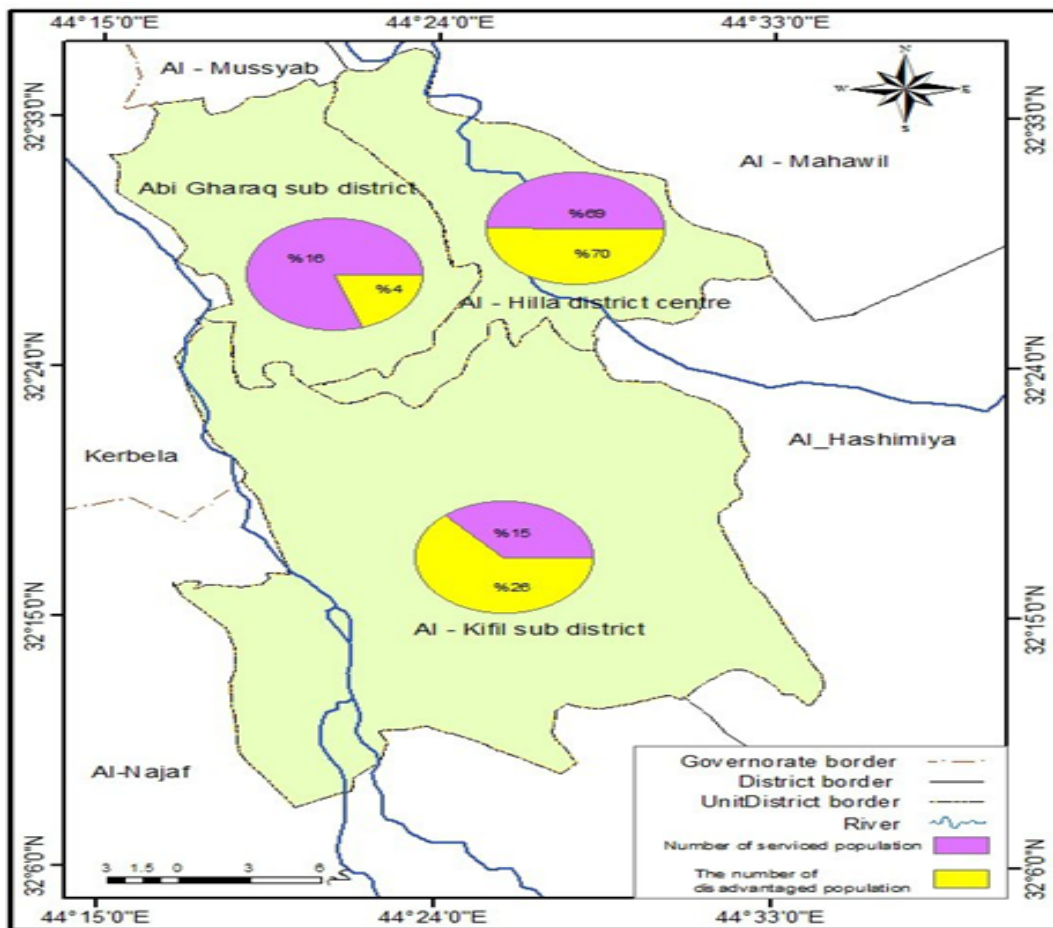 44°15'0"E 44°24'0"E 44°33'0"E
Al - Mussyab
N
W E
S
32°33'0"N 32°33'0"N
Al - Mahawil
Abi Gharaq sub district
%69
%16
%70
%4
Al - Hilla district centre
32°24'0"N 32°24'0"N
Al_Hashimiya
Kerbela
%15
%26
32°15'0"N 32°15'0"N
Al - Kifil sub district
Al-Najaf
Governorate border
District border
UnitDistrict border
River
Number of serviced population
The number of
disadvantaged population
32°6'0"N 32°6'0"N
3 1.5 0 3 6
44°15'0"E 44°24'0"E 44°33'0"E